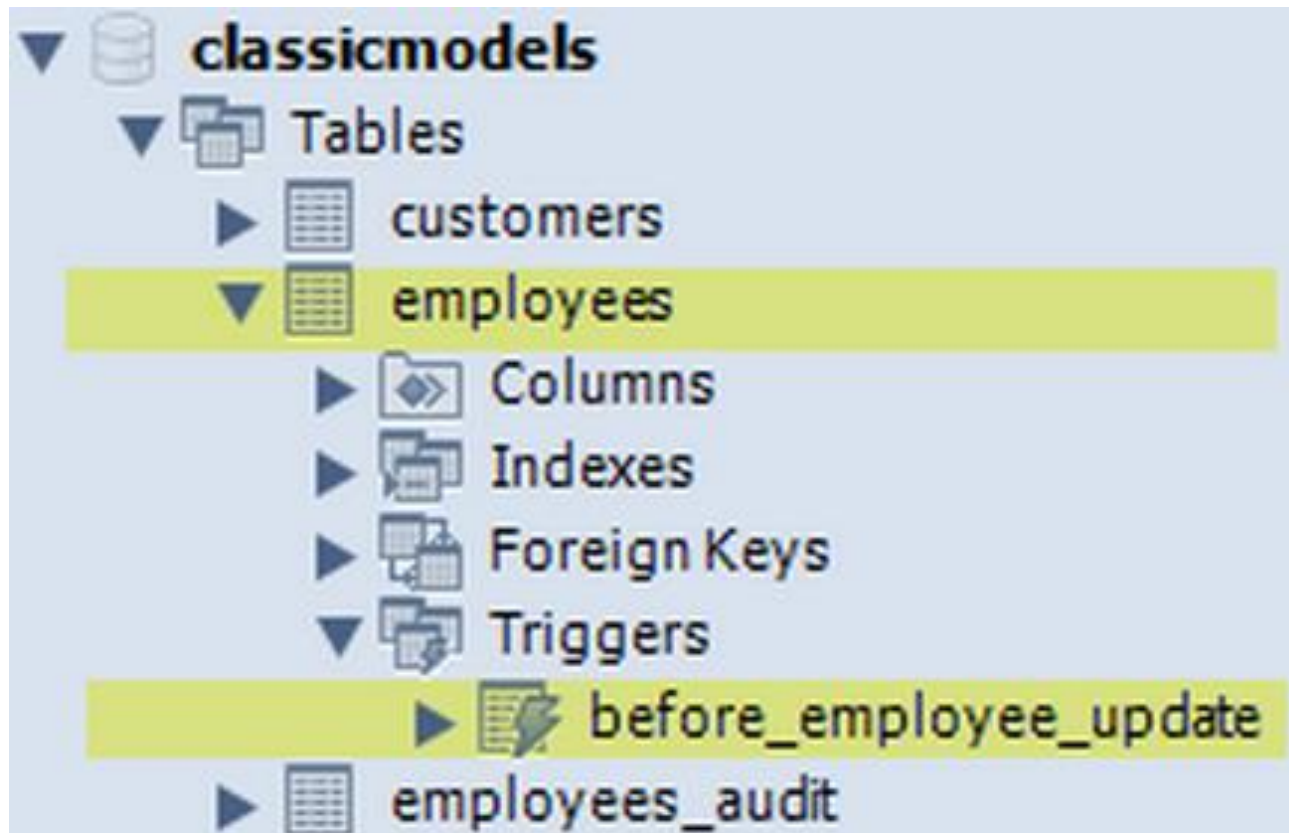 classicmodels
Tables
customers
employees
Columns
Indexes
Foreign Keys
Triggers
before_employee_update
employees_audit